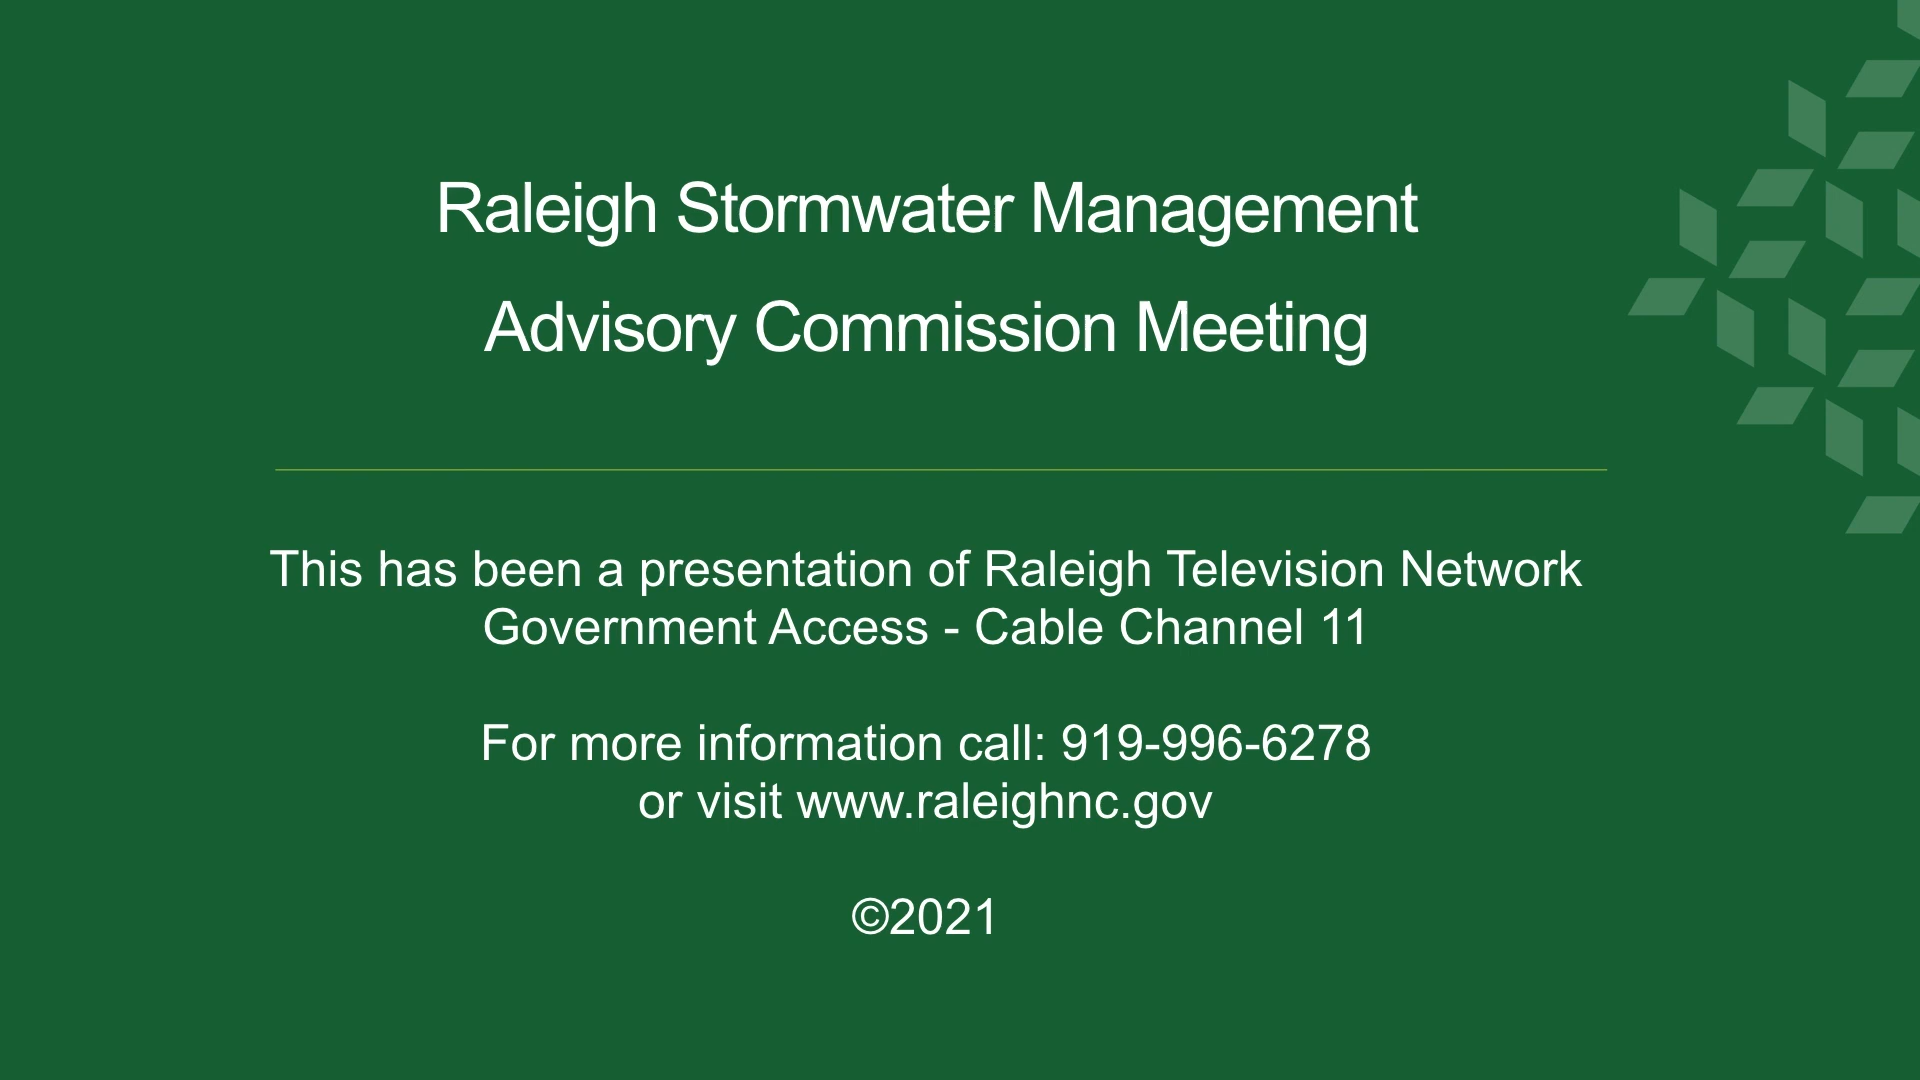 Raleigh Stormwater Management
Advisory Commission Meeting
This has been a presentation of Raleigh Television Network
Government Access - Cable Channel 11
For more information call: 919-996-6278
or visit www.raleighnc.gov
©2021